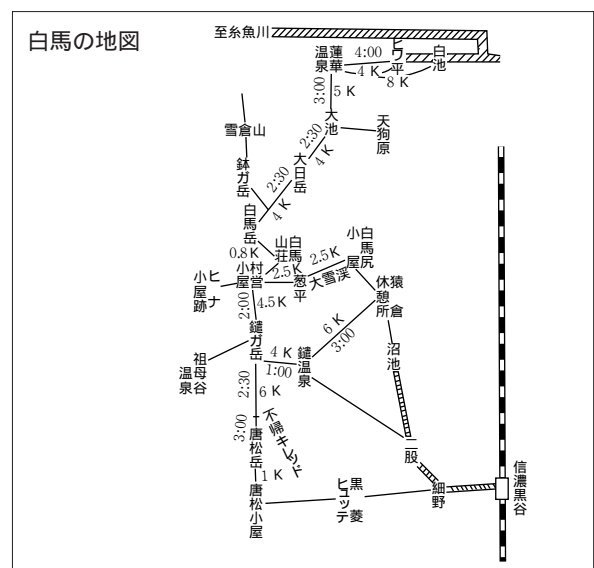 白馬の地図
至糸魚川
蓮華温泉
4:00
ヒワ平
白池
4 K
8 K
3:00
5 K
大池
天狗原
2:30
4 K
雪倉山
大日岳
鉢ガ岳
2:30
4 K
白馬岳
0.8K
白馬山荘
2.5K
白馬尻小屋
村営小屋
2.5K
葱平
大雪渓
猿倉休憩所
ヒナ小屋跡
2:00
4.5K
鑓ガ岳
6 K
3:00
沼池
祖母谷温泉
4 K
1:00
鑓温泉
2:30
6 K
不帰キレット
3:00
唐松岳
二股
1 K
唐松小屋
黒菱ヒュッテ
細野
信濃黒谷